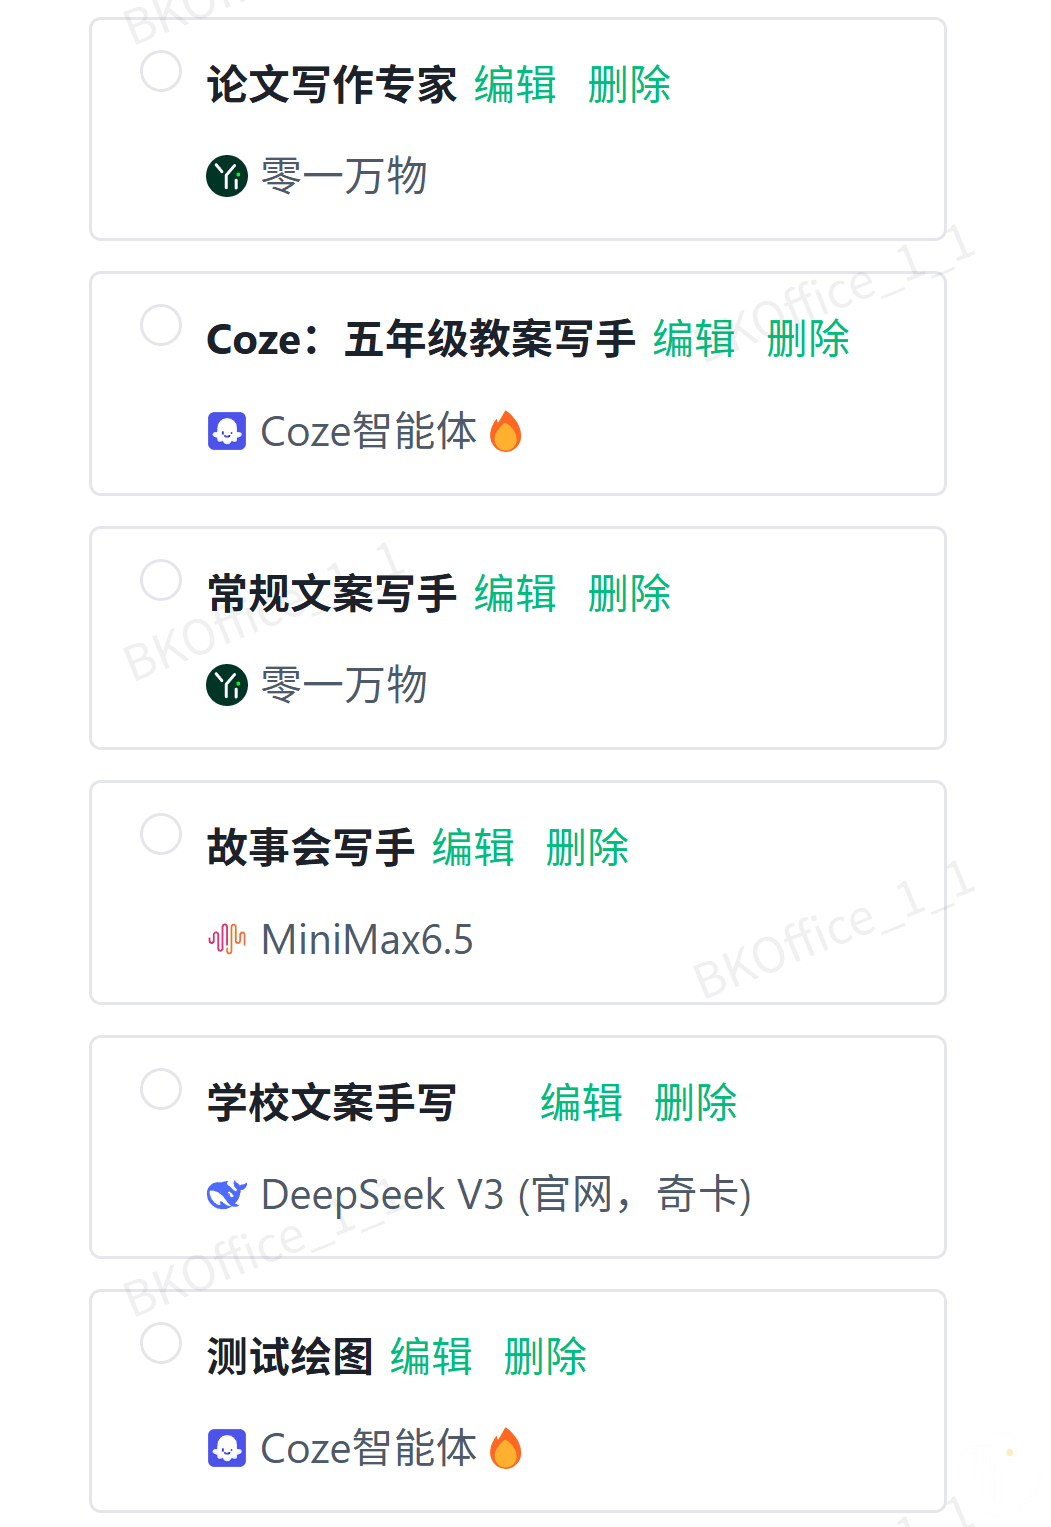 论文写作专家 编辑 删除
零一万物
BKOffice_1_1
Coze：五年级教案写手 编辑 删除
Coze智能体🔥
常规文案写手 编辑 删除
BKOffice_1_1
零一万物
故事会写手 编辑 删除
MiniMax6.5
BKOffice_1_1
学校文案手写 编辑 删除
DeepSeek V3 (官网，奇卡)
BKOffice_1_1
测试绘图 编辑 删除
Coze智能体🔥